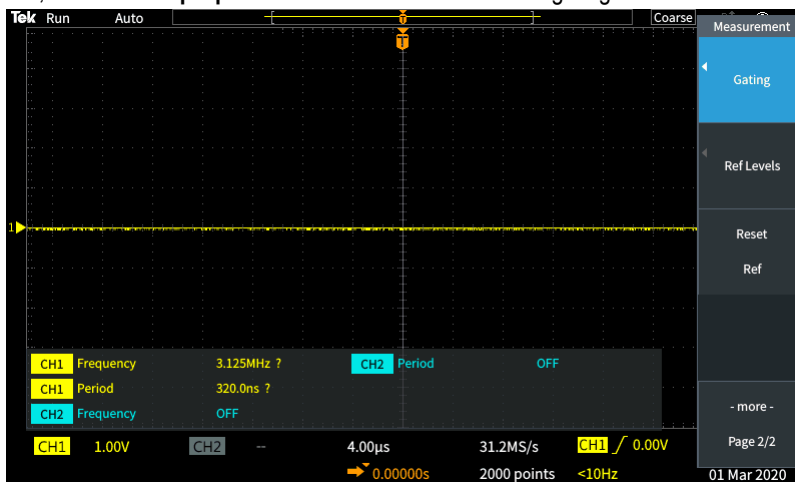 Tek Run Auto T Coarse
Measurement
T
Gating
Ref Levels
1
Reset
Ref
CH1 Frequency 3.125MHz ? CH2 Period OFF
CH1 Period 320.0ns ?
CH2 Frequency OFF
- more -
Page 2/2
CH1 1.00V CH2 -- 4.00µs 31.2MS/s CH1 0.00V
0.00000s 2000 points <10Hz 01 Mar 2020